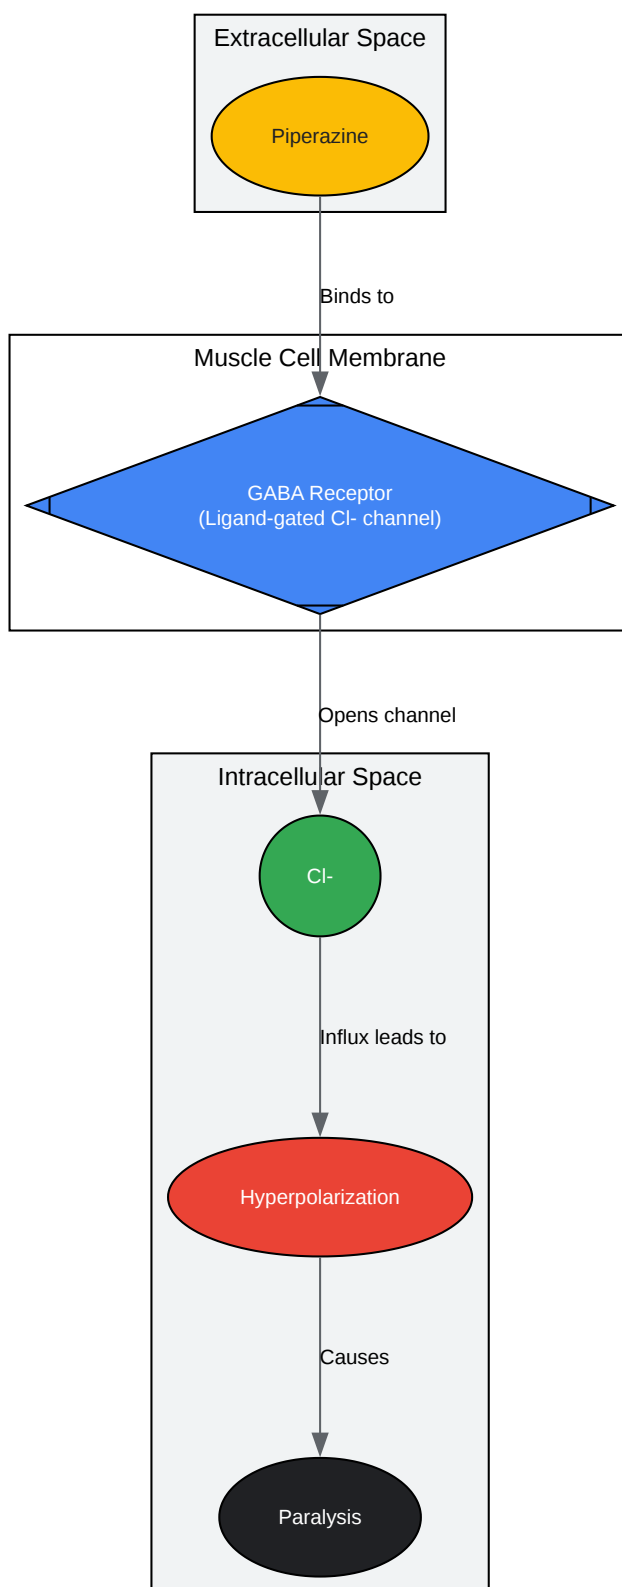 Extracellular Space
Piperazine
Binds to
Muscle Cell Membrane
GABA Receptor
(Ligand-gated Cl- channel)
Opens channel
Intracellular Space
Cl-
Influx leads to
Hyperpolarization
Causes
Paralysis